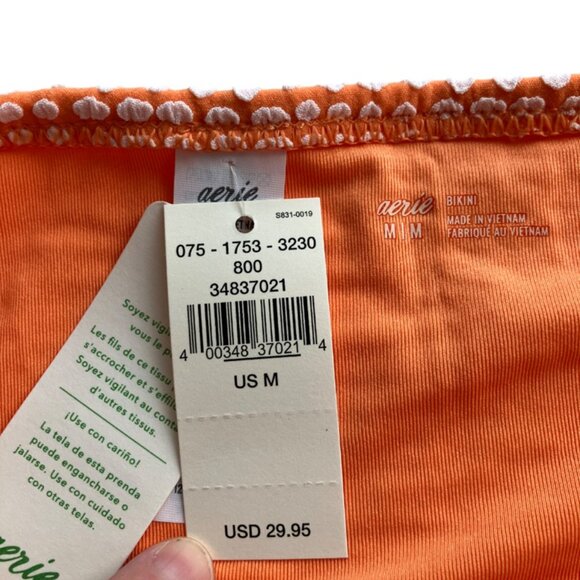 aerie
S831-0019
075 - 1753 - 3230
800
34837021
4 00348 37021 4
US M
USD 29.95
aerie
M|M
BIKINI
MADE IN VIETNAM
FABRIQUÉ AU VIETNAM
Soyez vigil
vous le p
Les fils de ce tissu
s'accrocher et s'effil
Soyez vigilant au conta
d'autres tissus.
¡Use con cariño!
La tela de esta prenda
puede engancharse o
jalarse. Use con cuidado
con otras telas.
aerie